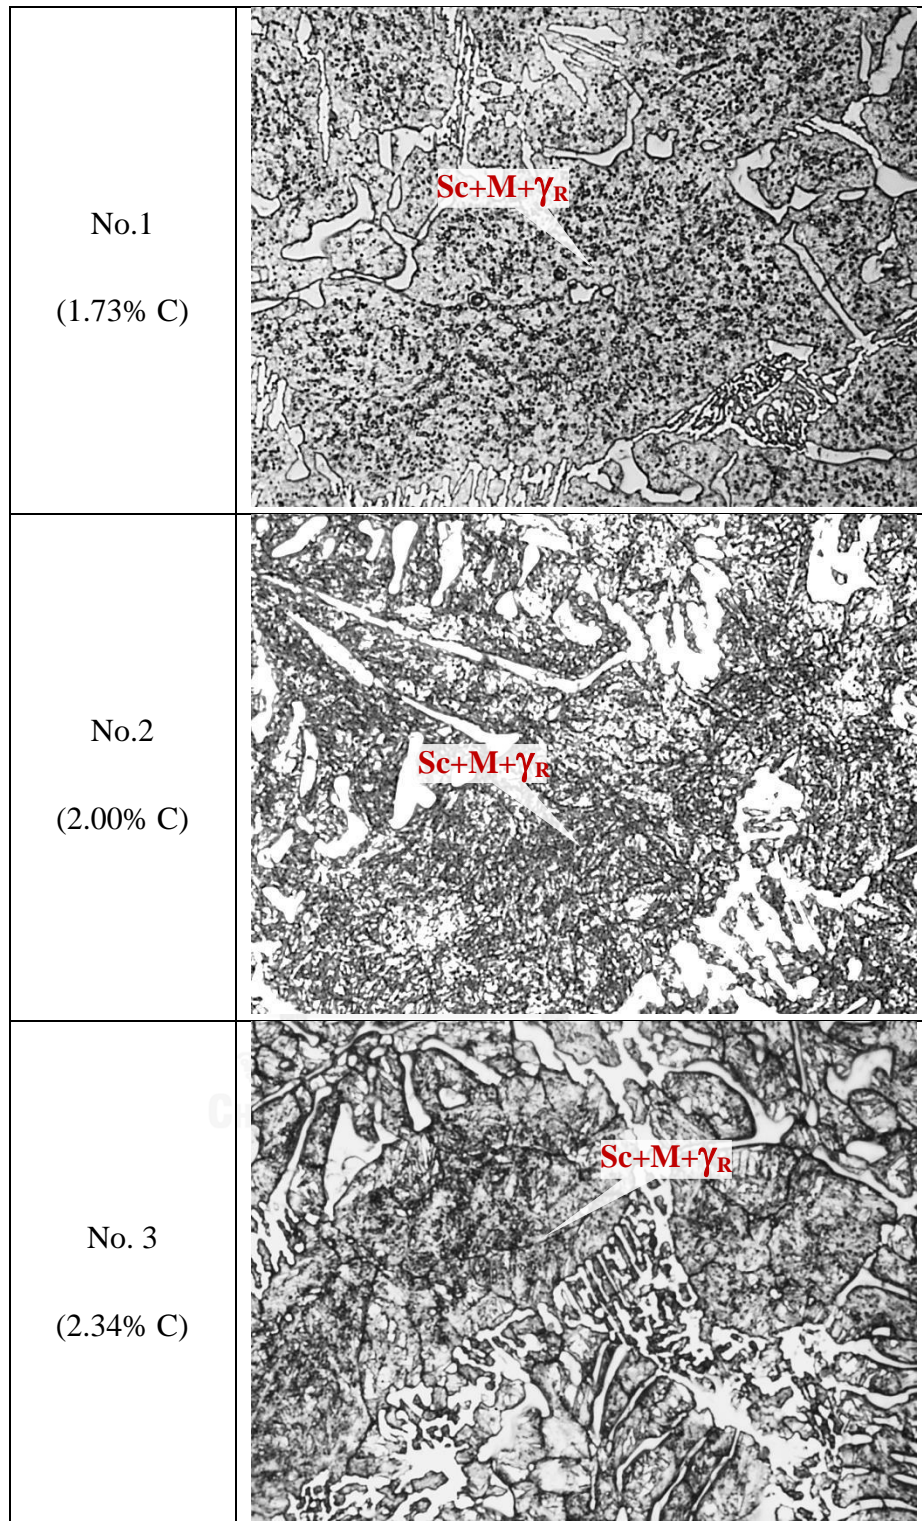 No.1
(1.73% C)
Sc+M+γR
No.2
(2.00% C)
Sc+M+γR
No. 3
(2.34% C)
Sc+M+γR